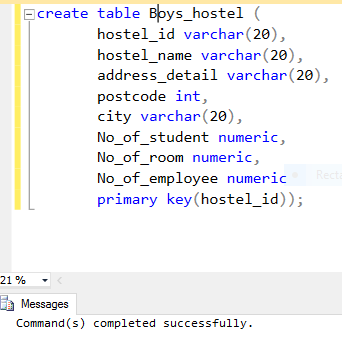 create table Boys_hostel (
hostel_id varchar(20),
hostel_name varchar(20),
address_detail varchar(20),
postcode int,
city varchar(20),
No_of_student numeric,
No_of_room numeric,
No_of_employee numeric
primary key(hostel_id));
21 %
Messages
Command(s) completed successfully.